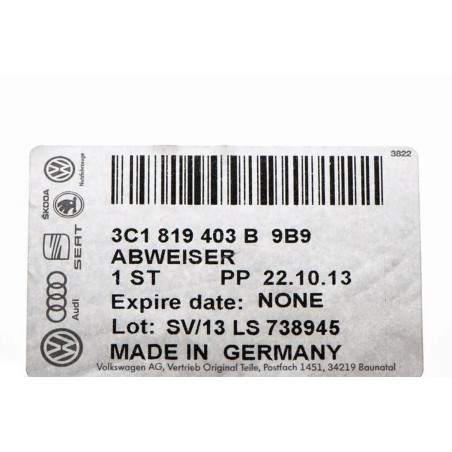 3822
3C1 819 403 B 9B9
ABWEISER
1 ST PP 22.10.13
Expire date: NONE
Lot: SV/13 LS 738945
MADE IN GERMANY
Volkswagen AG, Vertrieb Original Teile, Postfach 1451, 34219 Baunatal
Nutzfahrzeuge
ŠKODA
SEAT
Audi